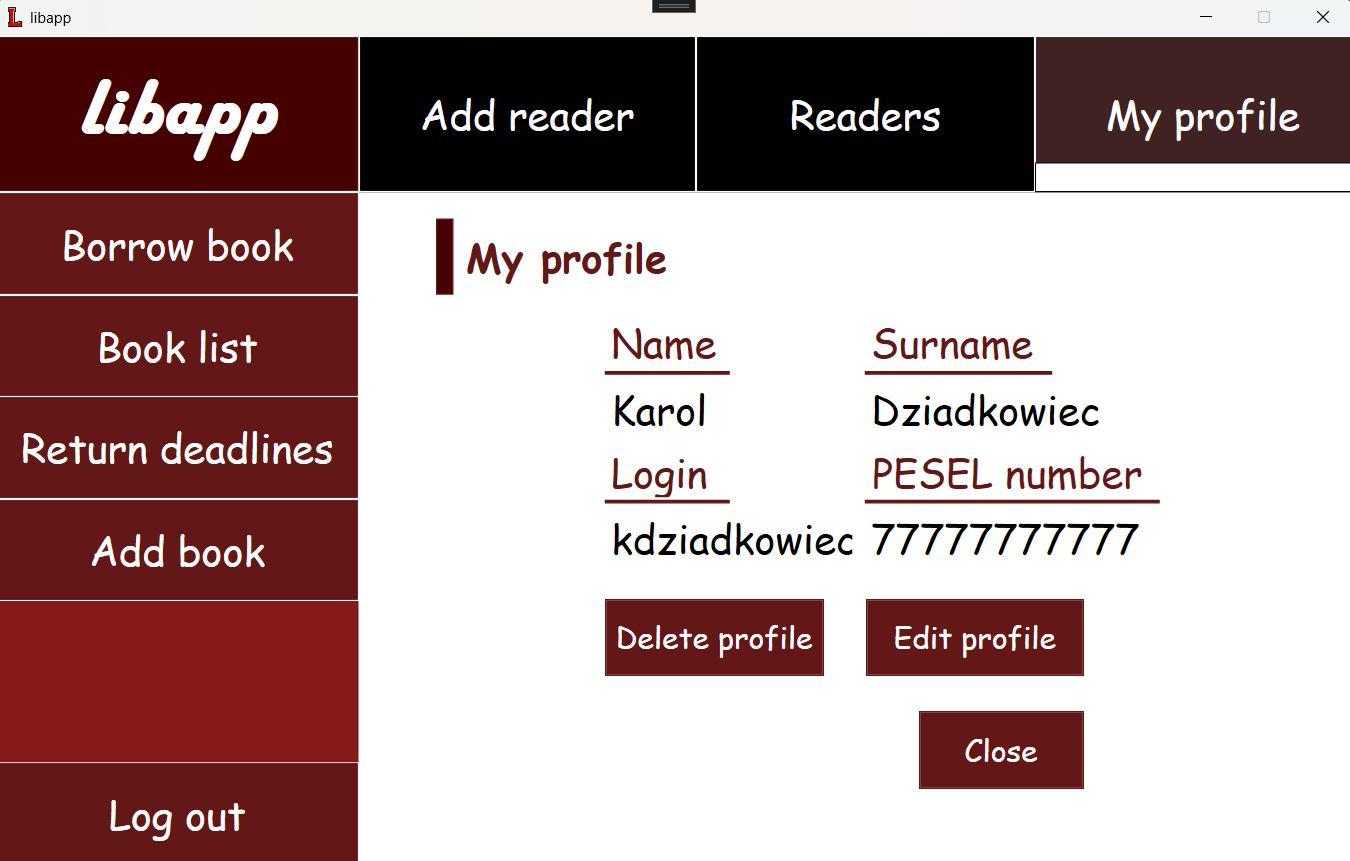 libapp
libapp
Add reader
Readers
My profile
Borrow book
Book list
Return deadlines
Add book
Log out
My profile
Name Surname
Karol Dziadkowiec
Login PESEL number
kdziadkowiec 77777777777
Delete profile Edit profile
Close